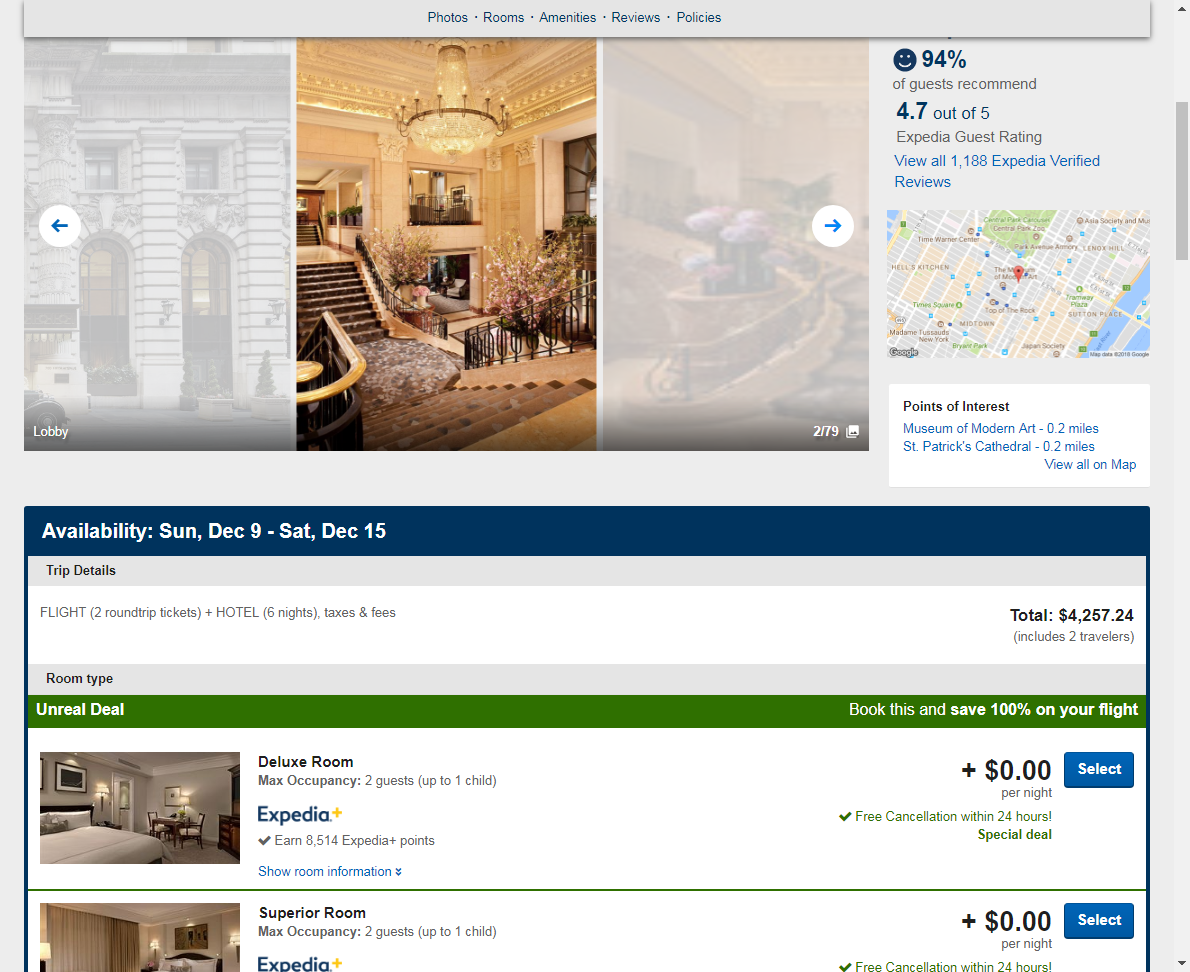 Photos · Rooms · Amenities · Reviews · Policies
94%
of guests recommend
4.7 out of 5
Expedia Guest Rating
View all 1,188 Expedia Verified
Reviews
Central Park Carousel
Central Park Zoo
Asia Society and Mus
Time Warner Center
Park Avenue Armory
LENOX HILL
HELL'S KITCHEN
The Museum
of Modern Art
Tramway
Plaza
Times Square
Top of The Rock
SUTTON PLACE
MIDTOWN
Madame Tussauds
New York
Bryant Park
Japan Society
Google
Map data ©2018 Google
Lobby
2/79
Points of Interest
Museum of Modern Art - 0.2 miles
St. Patrick's Cathedral - 0.2 miles
View all on Map
Availability: Sun, Dec 9 - Sat, Dec 15
Trip Details
FLIGHT (2 roundtrip tickets) + HOTEL (6 nights), taxes & fees
Total: $4,257.24
(includes 2 travelers)
Room type
Unreal Deal
Book this and save 100% on your flight
Deluxe Room
Max Occupancy: 2 guests (up to 1 child)
Expedia.+
Earn 8,514 Expedia+ points
Show room information
+ $0.00
per night
Select
Free Cancellation within 24 hours!
Special deal
Superior Room
Max Occupancy: 2 guests (up to 1 child)
Expedia.+
+ $0.00
per night
Select
Free Cancellation within 24 hours!